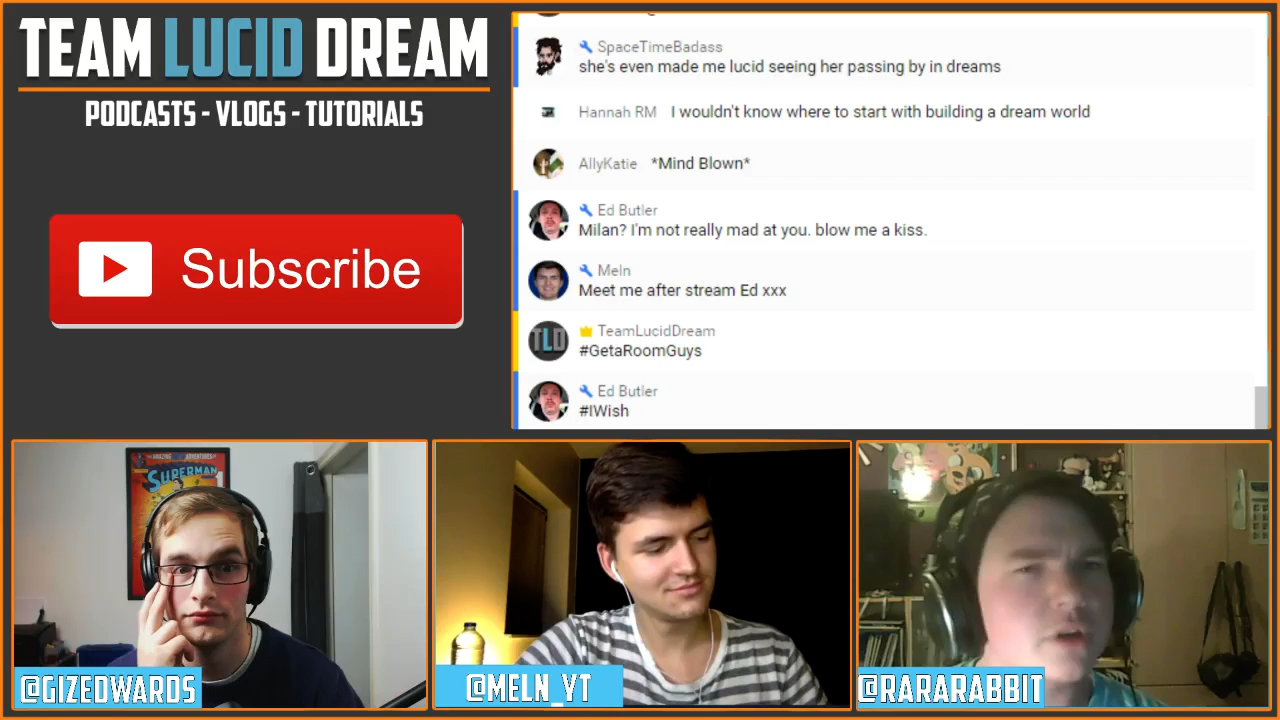 TEAM LUCID DREAM
PODCASTS - VLOGS - TUTORIALS
Subscribe
SpaceTimeBadass
she's even made me lucid seeing her passing by in dreams
Hannah RM I wouldn't know where to start with building a dream world
AllyKatie *Mind Blown*
Ed Butler
Milan? I'm not really mad at you. blow me a kiss.
Meln
Meet me after stream Ed xxx
TLD
TeamLucidDream
#GetaRoomGuys
Ed Butler
#IWish
SUPERMAN
@GIZEDWARDS
@MELN_YT
@RARARABBIT